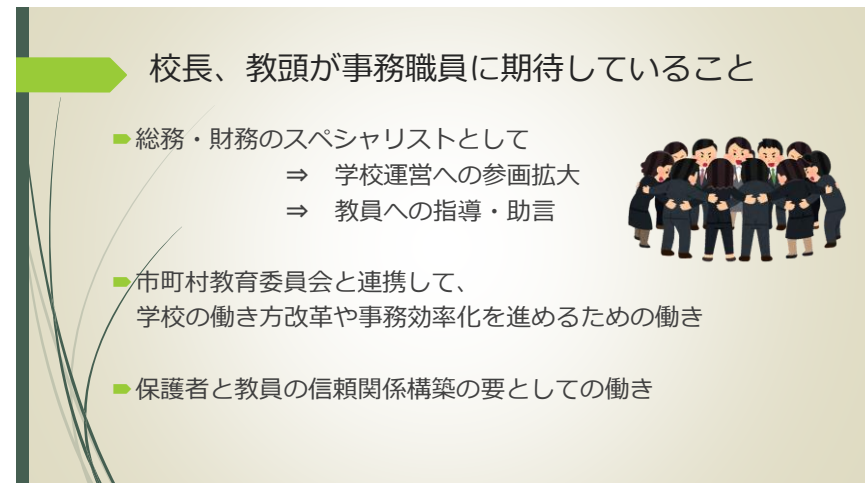 校長、教頭が事務職員に期待していること
総務・財務のスペシャリストとして
⇒ 学校運営への参画拡大
⇒ 教員への指導・助言
市町村教育委員会と連携して、
学校の働き方改革や事務効率化を進めるための働き
保護者と教員の信頼関係構築の要としての働き